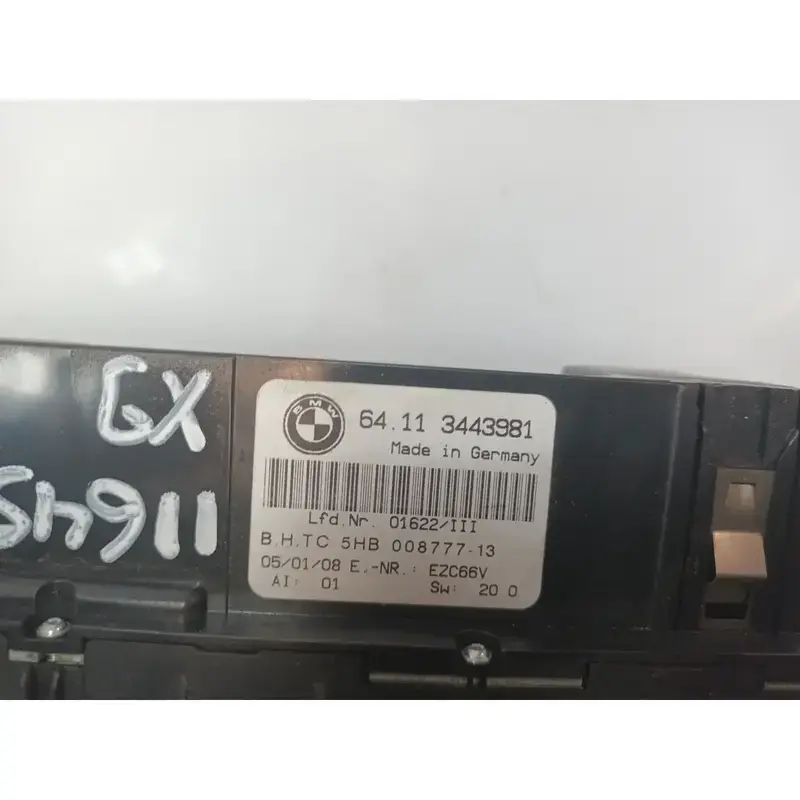 GX
BMW
64.11 3443981
Made in Germany
Lfd.Nr. 01622/III
B.H.TC 5HB 008777-13
05/01/08 E.-NR.: EZC66V
AI: 01 SW: 20.0